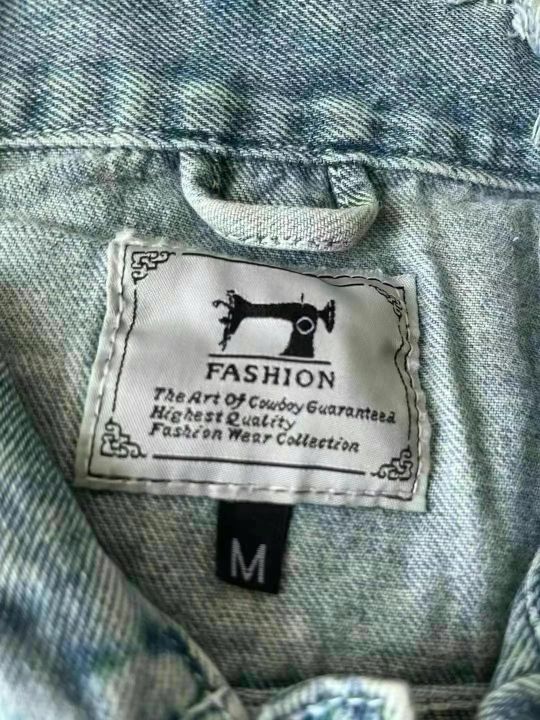 FASHION
The Art Of Cowboy Guaranteed
Highest Quality
Fashion Wear Collection
M